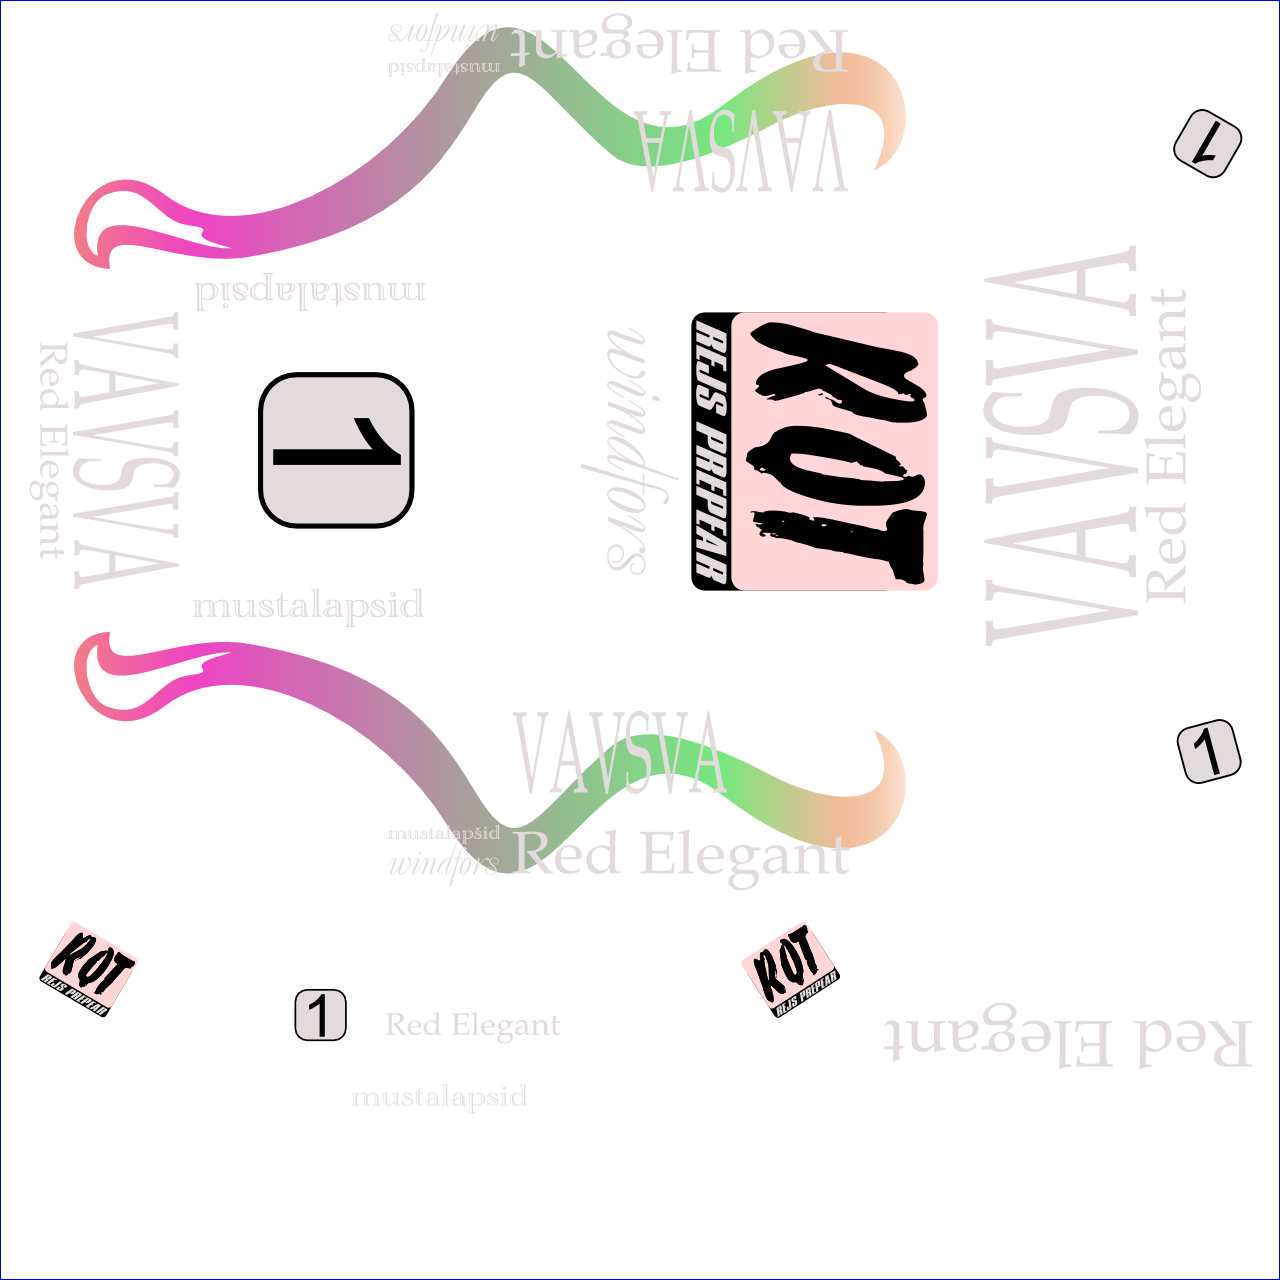 windfors
Red Elegant
mustalapsid
VAVSVA
1
mustalapsid
VAVSVA
Red Elegant
1
windfors
ROT
REJS PREPEAR
VAVSVA
Red Elegant
mustalapsid
VAVSVA
1
mustalapsid
Red Elegant
windfors
ROT
REJS PREPEAR
ROT
REJS PREPEAR
1
Red Elegant
Red Elegant
mustalapsid